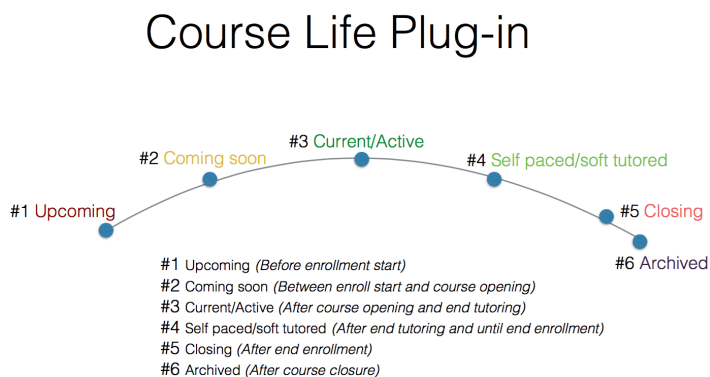 Course Life Plug-in
#3 Current/Active
#2 Coming soon
#4 Self paced/soft tutored
#1 Upcoming
#5 Closing
#6 Archived
#1 Upcoming (Before enrollment start)
#2 Coming soon (Between enroll start and course opening)
#3 Current/Active (After course opening and end tutoring)
#4 Self paced/soft tutored (After end tutoring and until end enrollment)
#5 Closing (After end enrollment)
#6 Archived (After course closure)